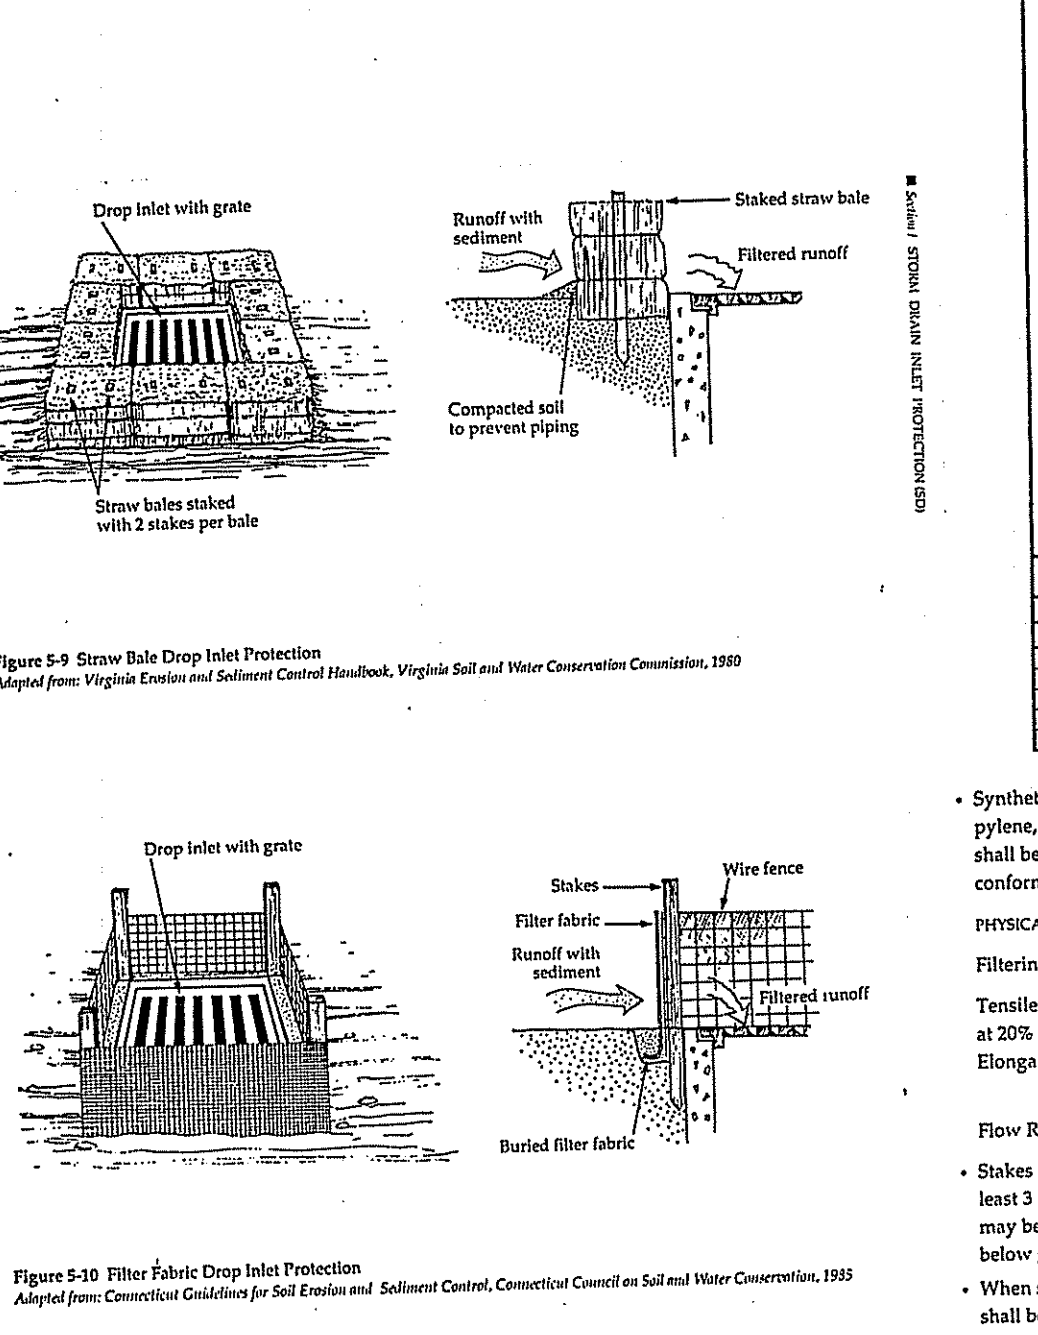 Drop Inlet with grate
Straw bales staked
with 2 stakes per bale
Runoff with
sediment
Staked straw bale
Filtered runoff
Compacted soil
to prevent piping
■ Section I STORM DRAIN INLET PROTECTION (SD)
igure 5-9 Straw Bale Drop Inlet Protection
Adapted from: Virginia Erosion and Sediment Control Handbook, Virginia Soil and Water Conservation Commission, 1980
Drop inlet with grate
Stakes
Wire fence
Filter fabric
Runoff with
sediment
Filtered runoff
Buried filter fabric
Figure 5-10 Filter Fabric Drop Inlet Protection
Adapted from: Connecticut Guidelines for Soil Erosion and Sediment Control, Connecticut Council on Soil and Water Conservation, 1985
• Synthet
pylene,
shall be
conforn
PHYSICA
Filterin
Tensile
at 20%
Elonga
Flow R
• Stakes
least 3
may be
below
• When
shall b